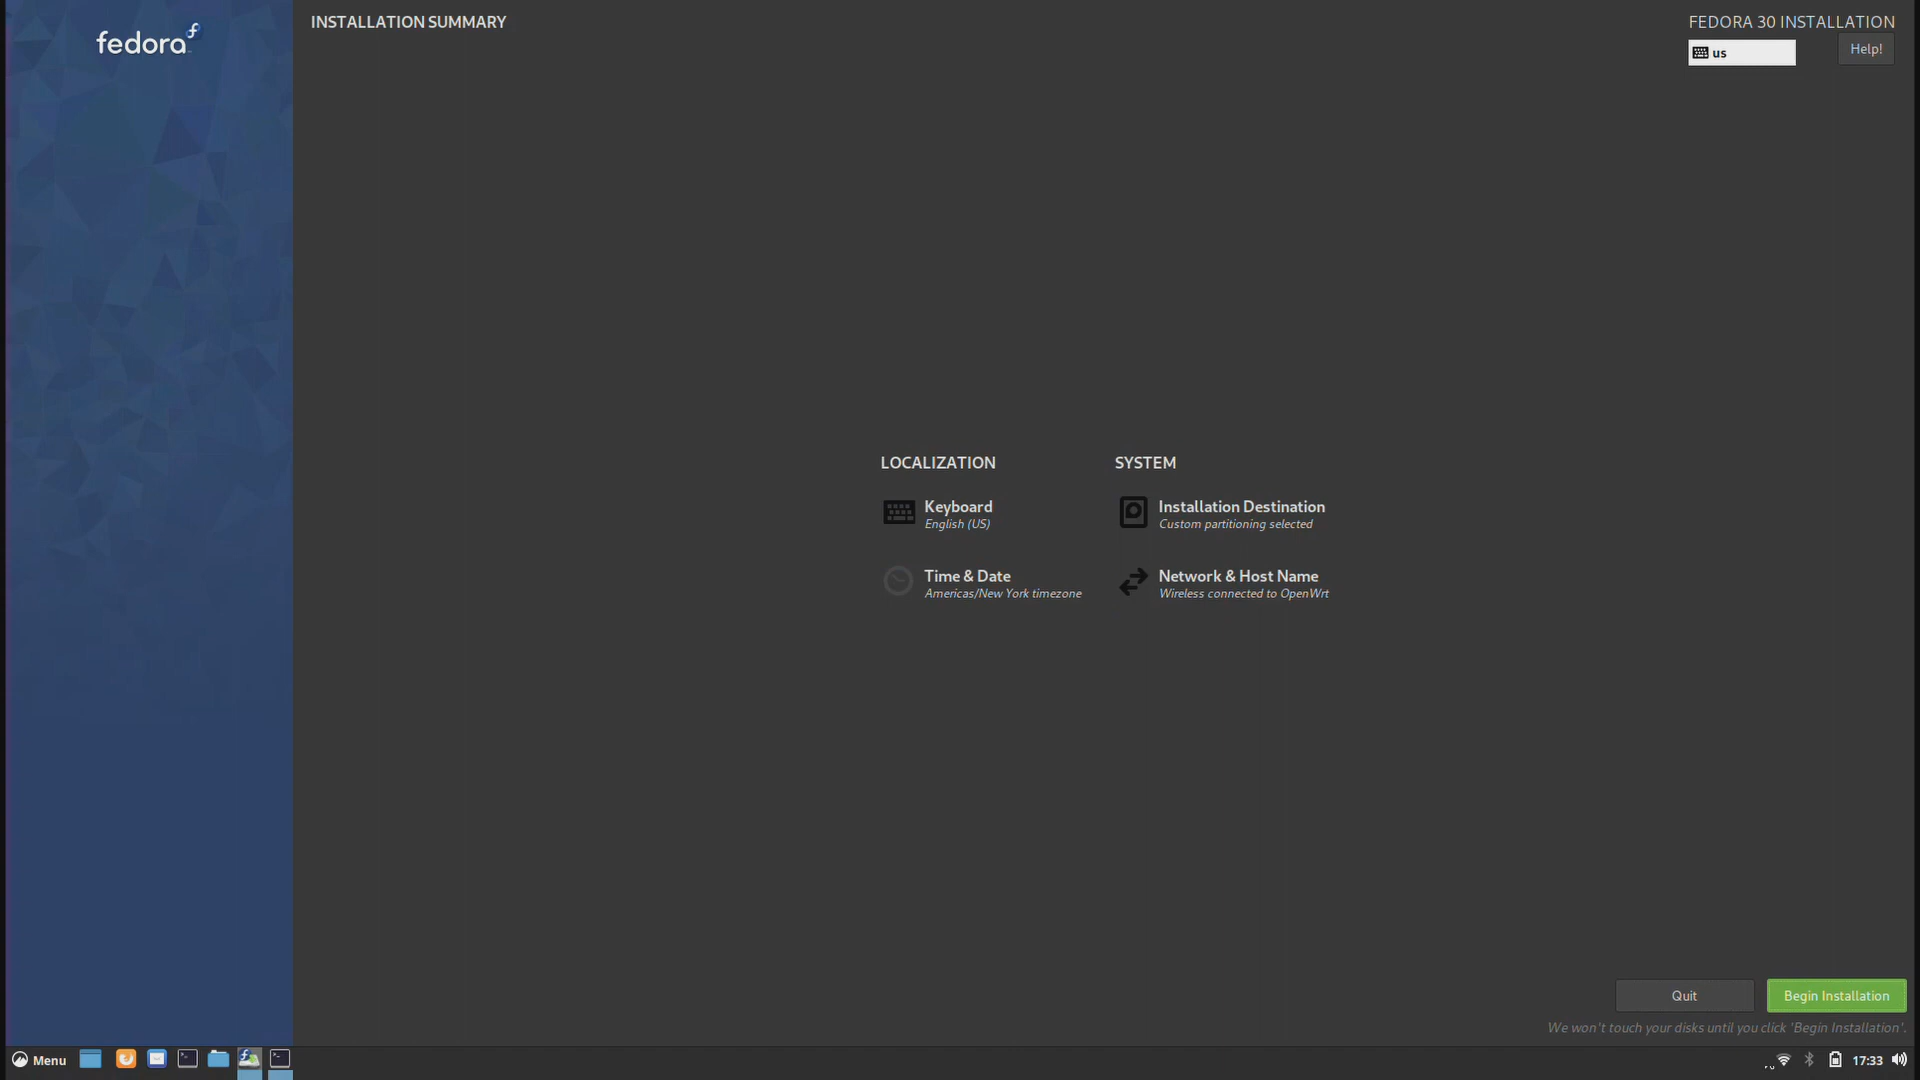 fedora
INSTALLATION SUMMARY
FEDORA 30 INSTALLATION
us
Help!
LOCALIZATION
SYSTEM
Keyboard
English (US)
Installation Destination
Custom partitioning selected
Time & Date
Americas/New York timezone
Network & Host Name
Wireless connected to OpenWrt
Quit
Begin Installation
We won't touch your disks until you click 'Begin Installation'.
Menu
17:33